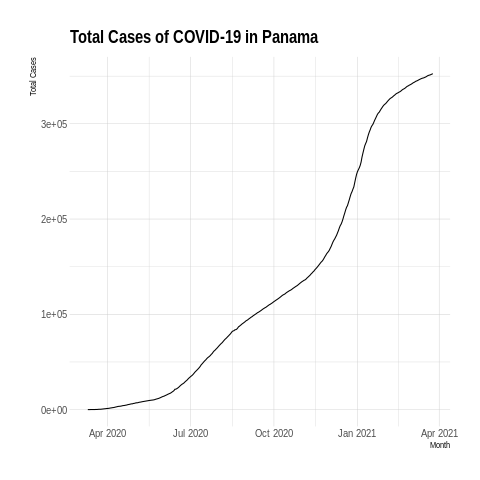 Total Cases of COVID-19 in Panama
Total Cases
3e+05
2e+05
1e+05
0e+00
Apr 2020 Jul 2020 Oct 2020 Jan 2021 Apr 2021
Month